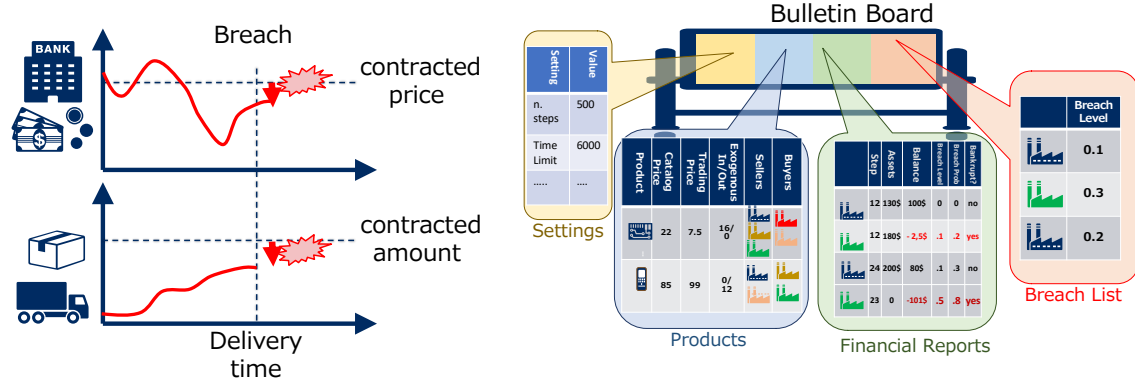 BANK
$
Breach
contracted
price
contracted
amount
Delivery
time
Bulletin Board
Setting Value
n. steps 500
Time Limit 6000
..... ....
Settings
Product Catalog Price Trading Price Exogenous In/Out Sellers Buyers
22 7.5 16/0
85 99 0/12
Products
Step Assets Balance Breach Level Breach Prob Bankrupt?
12 130$ 100$ 0 0 no
12 180$ - 2,5$ .1 .2 yes
24 200$ 80$ .1 .3 no
23 0 -101$ .5 .8 yes
Financial Reports
Breach Level
0.1
0.3
0.2
Breach List